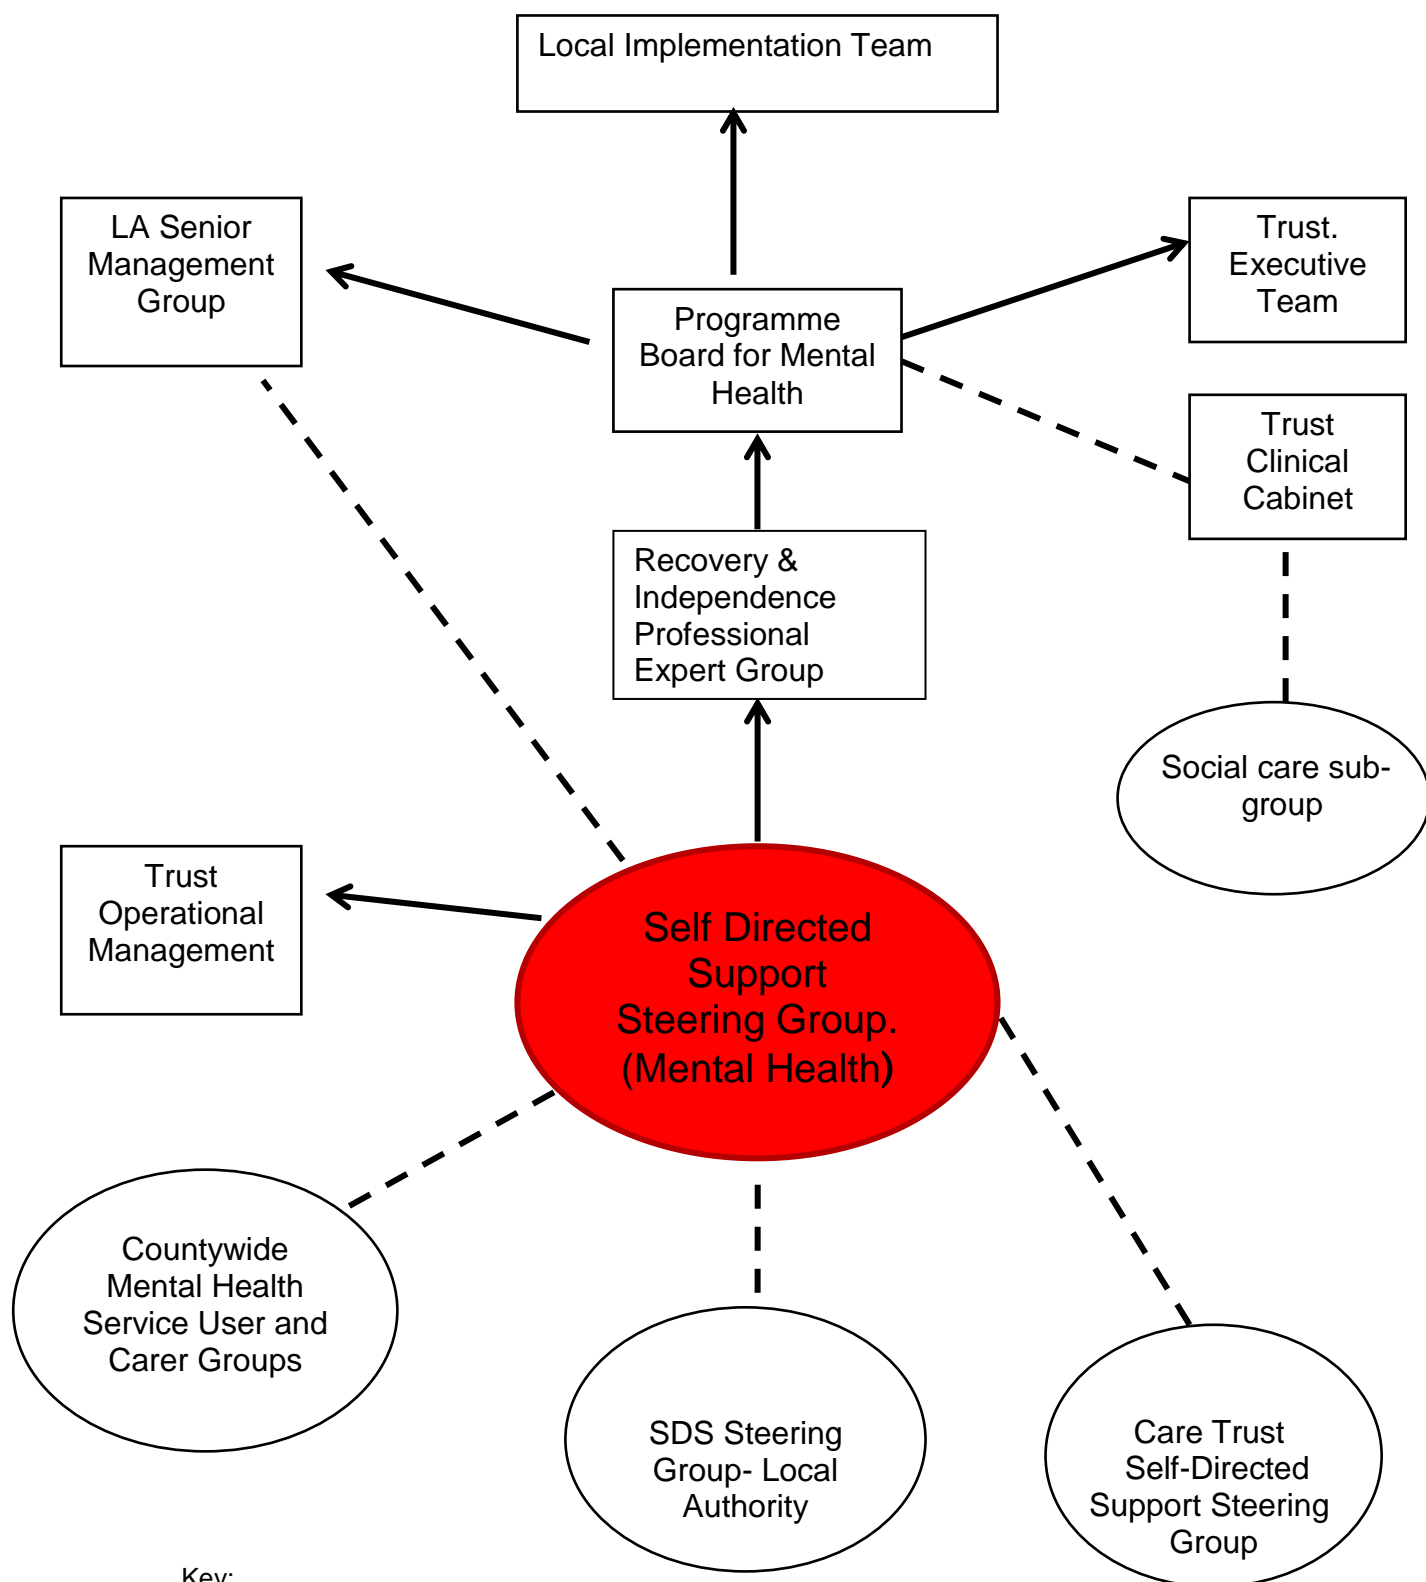 Local Implementation Team
LA Senior
Management
Group
Trust.
Executive
Team
Programme
Board for Mental
Health
Trust
Clinical
Cabinet
Recovery &
Independence
Professional
Expert Group
Social care sub-
group
Trust
Operational
Management
Self Directed
Support
Steering Group.
(Mental Health)
Countywide
Mental Health
Service User and
Carer Groups
SDS Steering
Group- Local
Authority
Care Trust
Self-Directed
Support Steering
Group
Key: